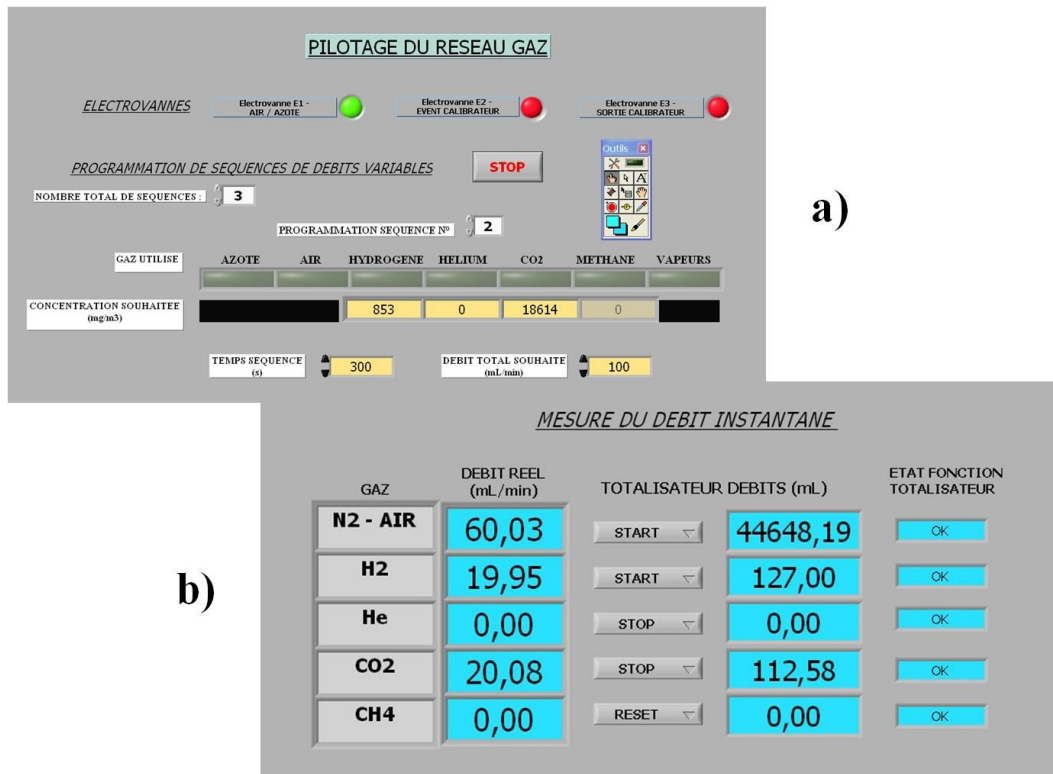 PILOTAGE DU RESEAU GAZ
ELECTROVANNES
Electrovanne E1 -
AIR / AZOTE
Electrovanne E2 -
EVENT CALIBRATEUR
Electrovanne E3 -
SORTIE CALIBRATEUR
PROGRAMMATION DE SEQUENCES DE DEBITS VARIABLES
STOP
Outils
NOMBRE TOTAL DE SEQUENCES : 3
PROGRAMMATION SEQUENCE N° 2
a)
GAZ UTILISE AZOTE AIR HYDROGENE HELIUM CO2 METHANE VAPEURS
CONCENTRATION SOUHAITEE
(mg/m3)
853 0 18614 0
TEMPS SEQUENCE
(s)
300
DEBIT TOTAL SOUHAITE
(mL/min)
100
MESURE DU DEBIT INSTANTANE
GAZ
DEBIT REEL
(mL/min)
TOTALISATEUR DEBITS (mL)
ETAT FONCTION
TOTALISATEUR
N2 - AIR 60,03 START 44648,19 OK
H2 19,95 START 127,00 OK
b)
He 0,00 STOP 0,00 OK
CO2 20,08 STOP 112,58 OK
CH4 0,00 RESET 0,00 OK